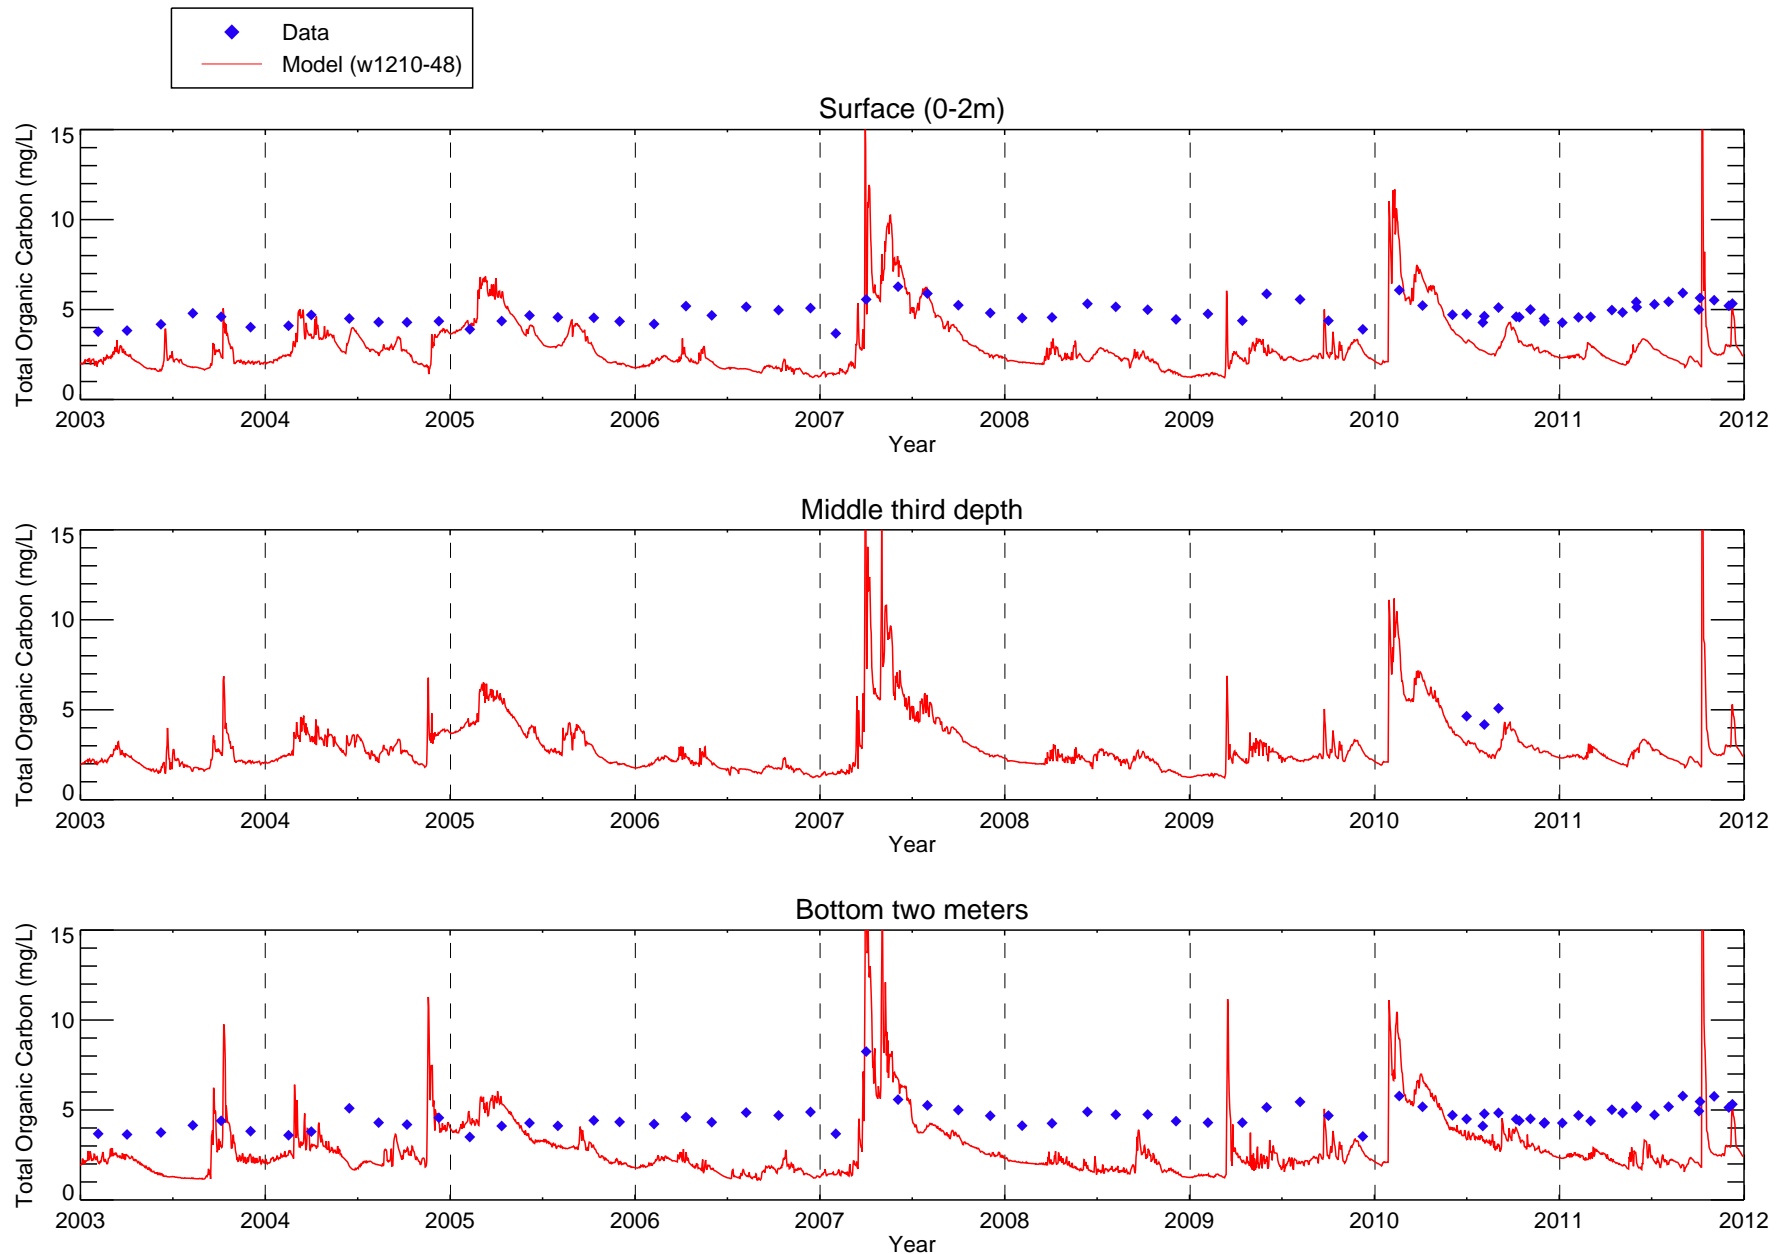 Data
Model (w1210-48)
Surface (0-2m)
Total Organic Carbon (mg/L)
15
10
5
0
2003 2004 2005 2006 2007 2008 2009 2010 2011 2012
Year
Middle third depth
Total Organic Carbon (mg/L)
15
10
5
0
2003 2004 2005 2006 2007 2008 2009 2010 2011 2012
Year
Bottom two meters
Total Organic Carbon (mg/L)
15
10
5
0
2003 2004 2005 2006 2007 2008 2009 2010 2011 2012
Year